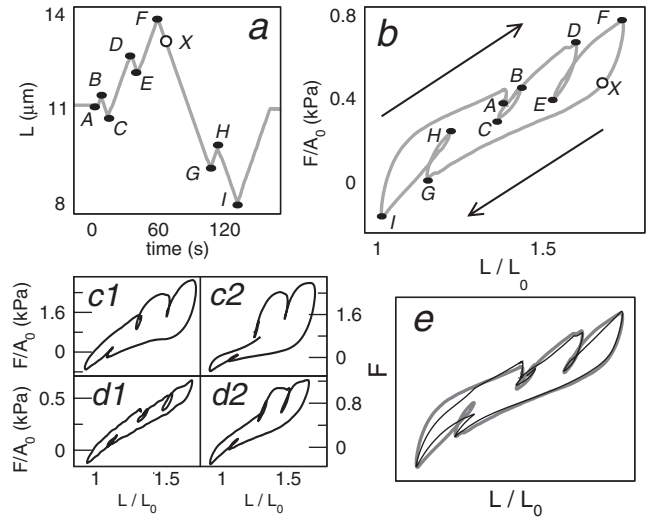 14
11
8
L (μm)
a
A
B
C
D
E
F
X
G
H
I
0
60
120
time (s)
0.8
0.4
0
F/A0 (kPa)
b
A
B
C
D
E
F
X
G
H
I
1
1.5
L / L0
c1
c2
1.6
0
F/A0 (kPa)
1.6
0
F/A0 (kPa)
d1
d2
0.5
0
F/A0 (kPa)
0.8
0
1
1.5
1
1.5
L / L0
L / L0
e
F
L / L0